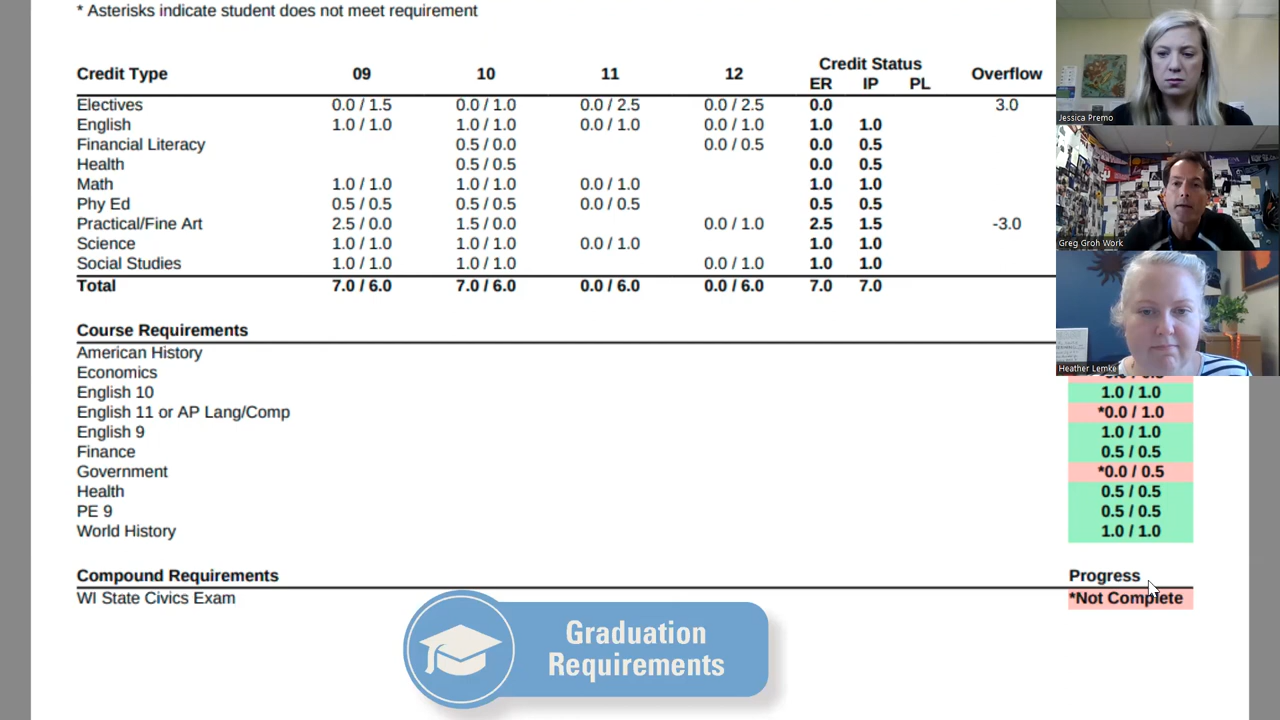 * Asterisks indicate student does not meet requirement
Credit Status
Credit Type 09 10 11 12 ER IP PL Overflow
Electives 0.0 / 1.5 0.0 / 1.0 0.0 / 2.5 0.0 / 2.5 0.0 3.0
English 1.0 / 1.0 1.0 / 1.0 0.0 / 1.0 0.0 / 1.0 1.0 1.0
Financial Literacy 0.5 / 0.0 0.0 / 0.5 0.0 0.5
Health 0.5 / 0.5 0.0 0.5
Math 1.0 / 1.0 1.0 / 1.0 0.0 / 1.0 1.0 1.0
Phy Ed 0.5 / 0.5 0.5 / 0.5 0.0 / 0.5 0.5 0.5
Practical/Fine Art 2.5 / 0.0 1.5 / 0.0 0.0 / 1.0 2.5 1.5 -3.0
Science 1.0 / 1.0 1.0 / 1.0 0.0 / 1.0 1.0 1.0
Social Studies 1.0 / 1.0 1.0 / 1.0 0.0 / 1.0 1.0 1.0
Total 7.0 / 6.0 7.0 / 6.0 0.0 / 6.0 0.0 / 6.0 7.0 7.0
Jessica Premo
Greg Groh Work
Heather Lemke
Course Requirements
American History
Economics
English 10 1.0 / 1.0
English 11 or AP Lang/Comp *0.0 / 1.0
English 9 1.0 / 1.0
Finance 0.5 / 0.5
Government *0.0 / 0.5
Health 0.5 / 0.5
PE 9 0.5 / 0.5
World History 1.0 / 1.0
Compound Requirements Progress
WI State Civics Exam *Not Complete
Graduation
Requirements